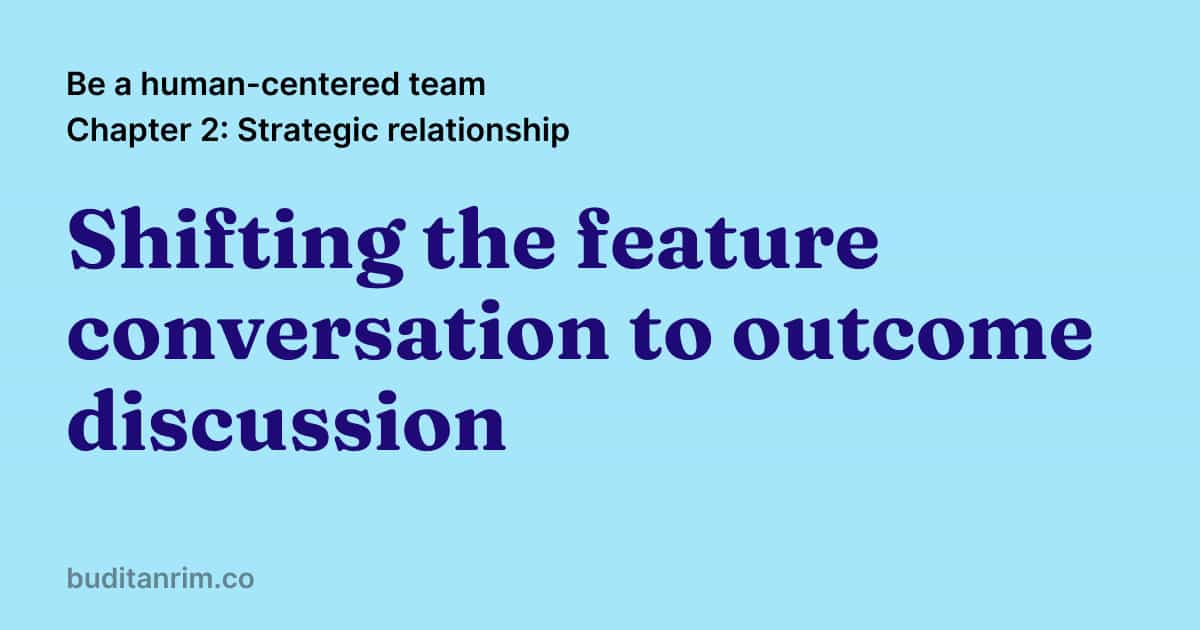 Be a human-centered team
Chapter 2: Strategic relationship
Shifting the feature
conversation to outcome
discussion
buditanrim.co